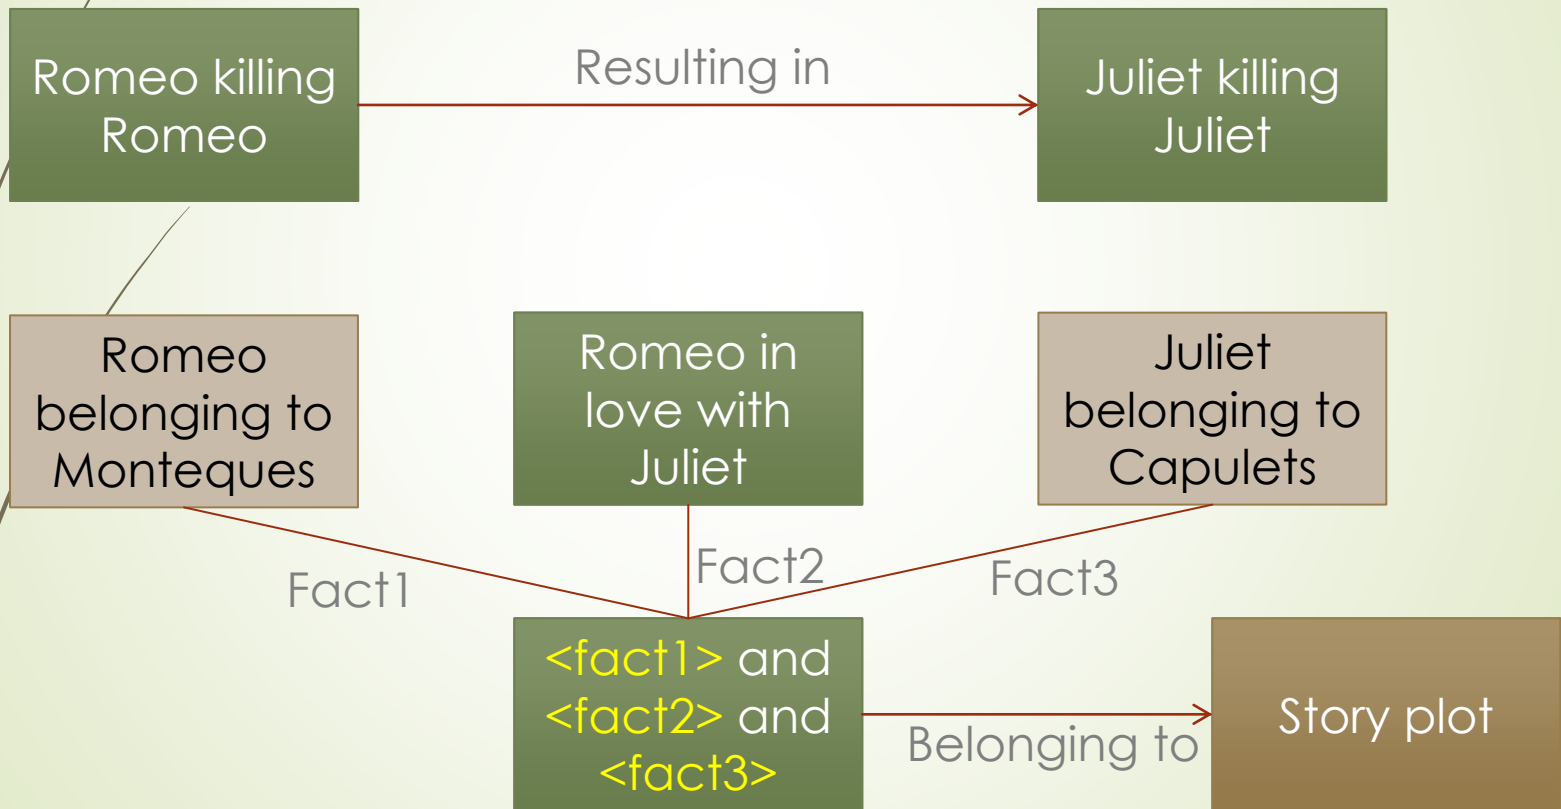 Romeo killing
Romeo
Resulting in
Juliet killing
Juliet
Romeo
belonging to
Monteques
Romeo in
love with
Juliet
Juliet
belonging to
Capulets
Fact1
Fact2
Fact3
<fact1> and
<fact2> and
<fact3>
Belonging to
Story plot